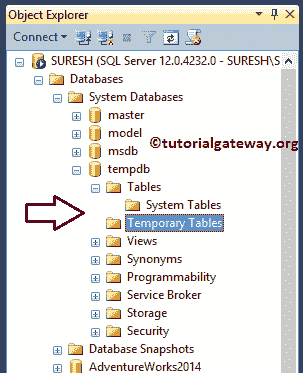 Object Explorer
Connect
SURESH (SQL Server 12.0.4232.0 - SURESH\S
Databases
System Databases
master
model
msdb
©tutorialgateway.org
tempdb
Tables
System Tables
Temporary Tables
Views
Synonyms
Programmability
Service Broker
Storage
Security
Database Snapshots
AdventureWorks2014